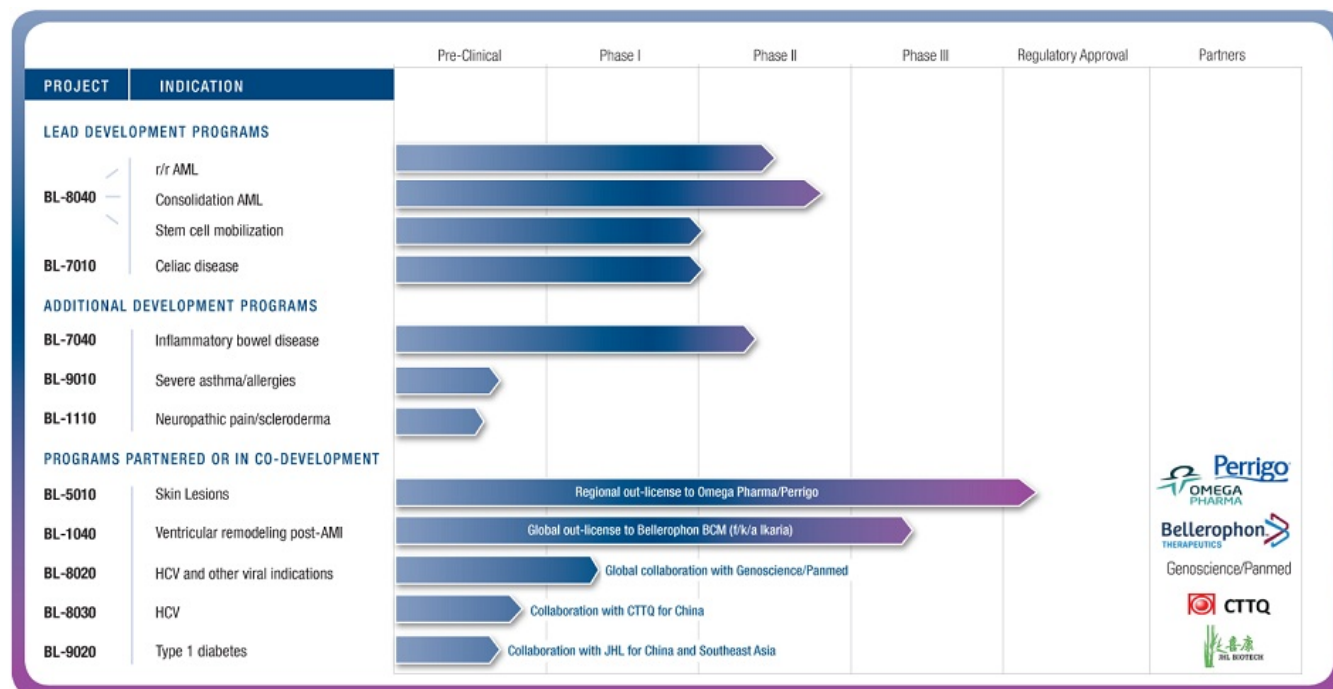 Pre-Clinical Phase I Phase II Phase III Regulatory Approval Partners
PROJECT INDICATION
LEAD DEVELOPMENT PROGRAMS
r/r AML
BL-8040 Consolidation AML
Stem cell mobilization
BL-7010 Celiac disease
ADDITIONAL DEVELOPMENT PROGRAMS
BL-7040 Inflammatory bowel disease
BL-9010 Severe asthma/allergies
BL-1110 Neuropathic pain/scleroderma
PROGRAMS PARTNERED OR IN CO-DEVELOPMENT
BL-5010 Skin Lesions Regional out-license to Omega Pharma/Perrigo
Perrigo
OMEGA
PHARMA
BL-1040 Ventricular remodeling post-AMI Global out-license to Bellerophon BCM (f/k/a Ikaria)
Bellerophon
THERAPEUTICS
BL-8020 HCV and other viral indications Global collaboration with Genoscience/Panmed Genoscience/Panmed
BL-8030 HCV Collaboration with CTTQ for China CTTQ
BL-9020 Type 1 diabetes Collaboration with JHL for China and Southeast Asia
喜康
JHL BIOTECH